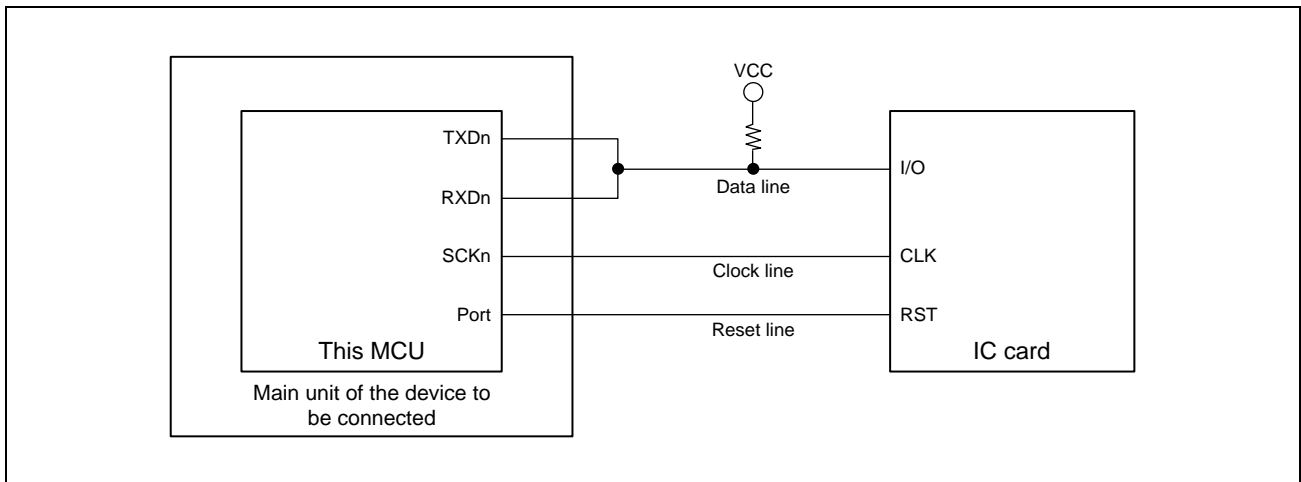 VCC
TXDn
I/O
Data line
RXDn
SCKn
CLK
Clock line
Port
RST
Reset line
This MCU
IC card
Main unit of the device to
be connected